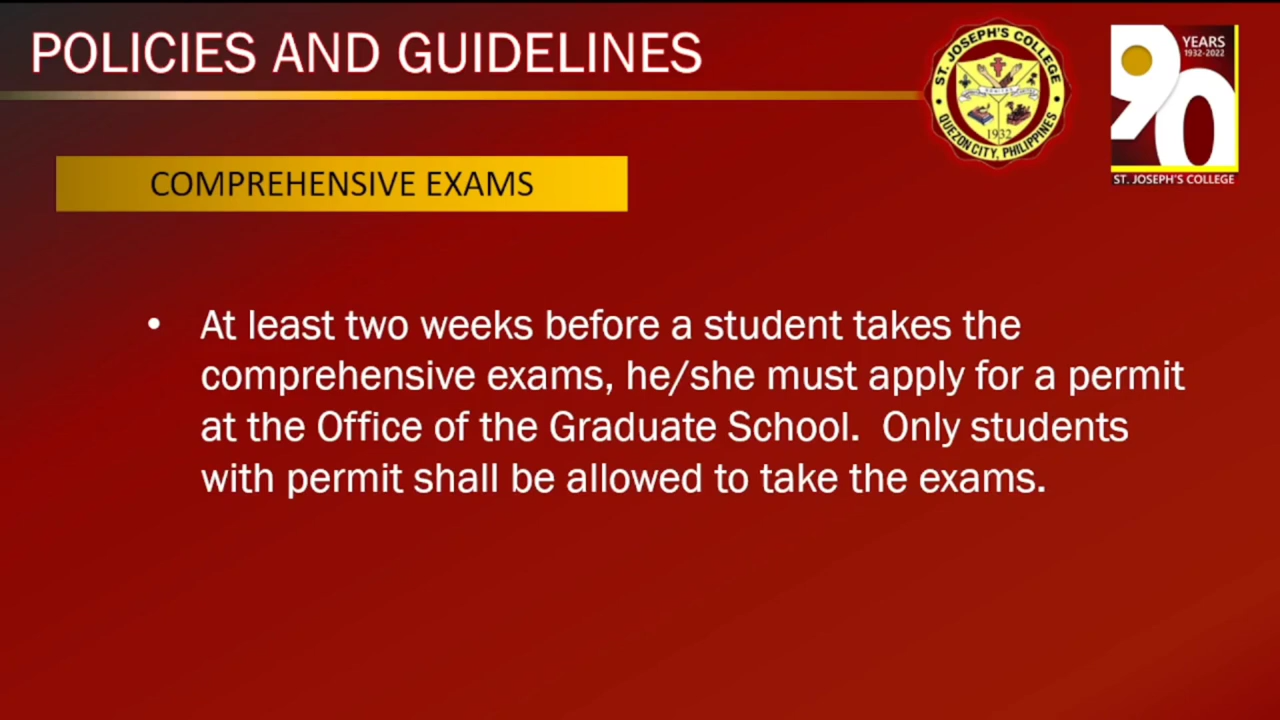 POLICIES AND GUIDELINES
ST. JOSEPH'S COLLEGE
1932
QUEZON CITY, PHILIPPINES
90
YEARS
1932-2022
ST. JOSEPH'S COLLEGE
COMPREHENSIVE EXAMS
• At least two weeks before a student takes the
comprehensive exams, he/she must apply for a permit
at the Office of the Graduate School. Only students
with permit shall be allowed to take the exams.